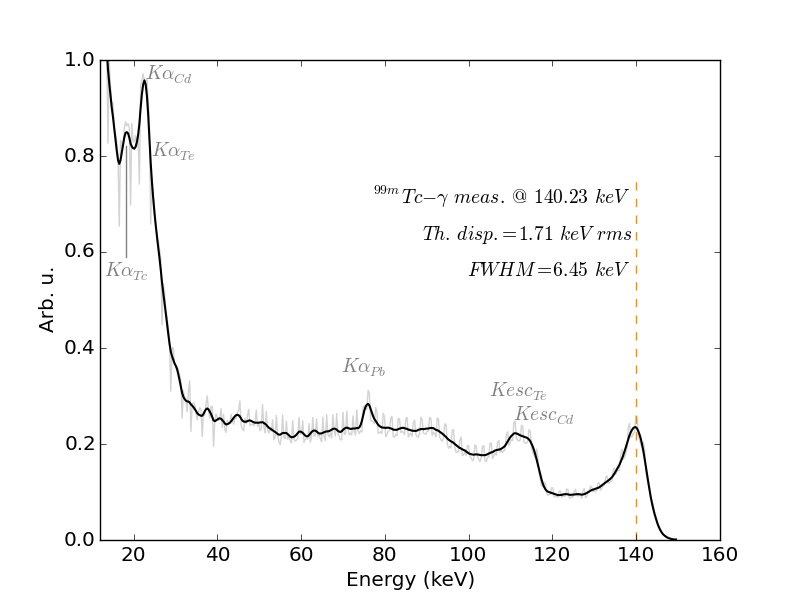 1.0
0.8
0.6
0.4
0.2
0.0
Arb. u.
Kα_Cd
Kα_Te
Kα_Tc
^99m Tc−γ meas. @ 140.23 keV
Th. disp.=1.71 keV rms
FWHM=6.45 keV
Kα_Pb
Kesc_Te
Kesc_Cd
20 40 60 80 100 120 140 160
Energy (keV)